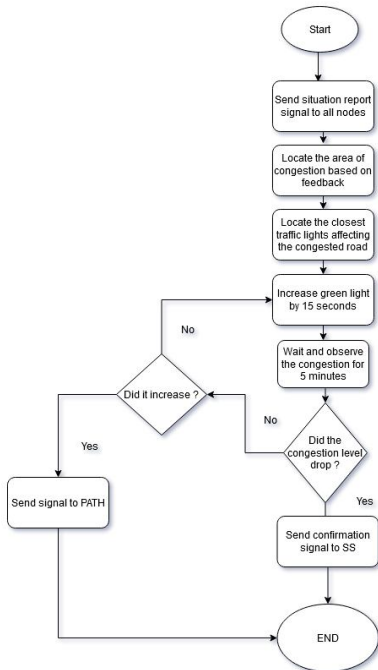 Start
Send situation report
signal to all nodes
Locate the area of
congestion based on
feedback
Locate the closest
traffic lights affecting
the congested road
Increase green light
by 15 seconds
No
Wait and observe
the congestion for
5 minutes
Did it increase ?
No
Did the
congestion level
drop ?
Yes
Yes
Send signal to PATH
Send confirmation
signal to SS
END